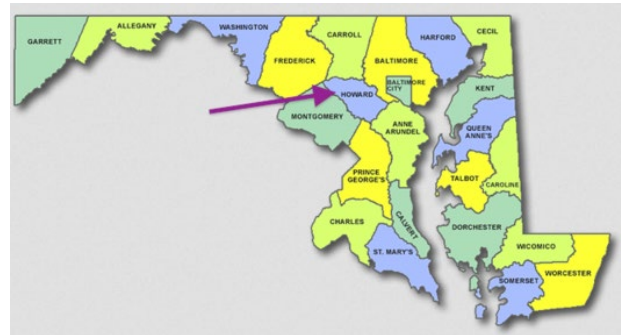 GARRETT
ALLEGANY
WASHINGTON
FREDERICK
CARROLL
BALTIMORE
HARFORD
CECIL
HOWARD
BALTIMORE
CITY
KENT
MONTGOMERY
ANNE
ARUNDEL
QUEEN
ANNE'S
PRINCE
GEORGE'S
TALBOT
CAROLINE
CHARLES
CALVERT
DORCHESTER
ST. MARY'S
WICOMICO
SOMERSET
WORCESTER